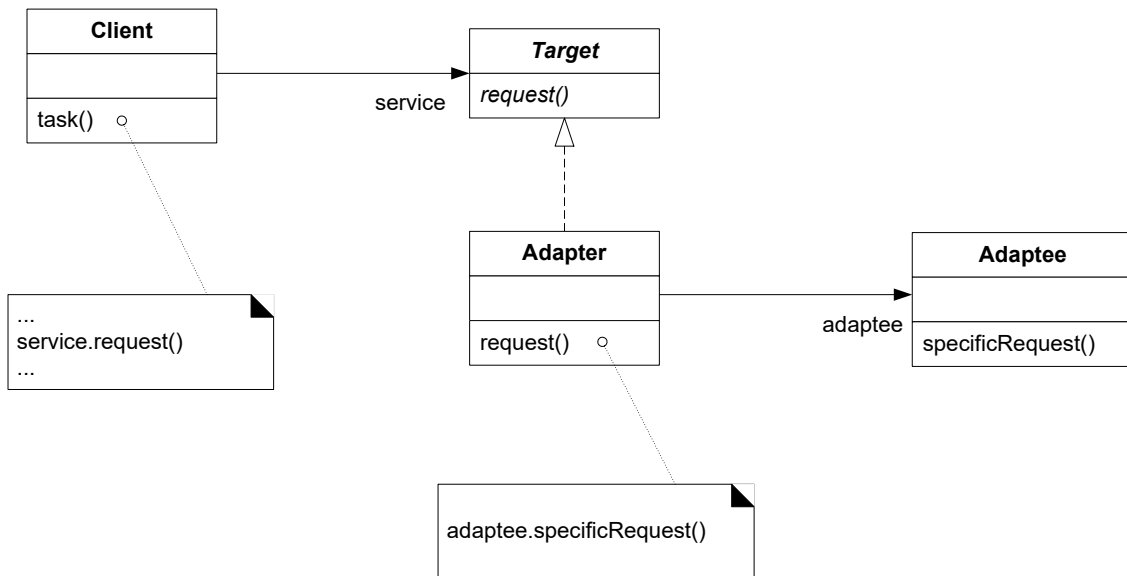 Client
task()
Target
request()
service
...
service.request()
...
Adapter
request()
Adaptee
specificRequest()
adaptee
adaptee.specificRequest()